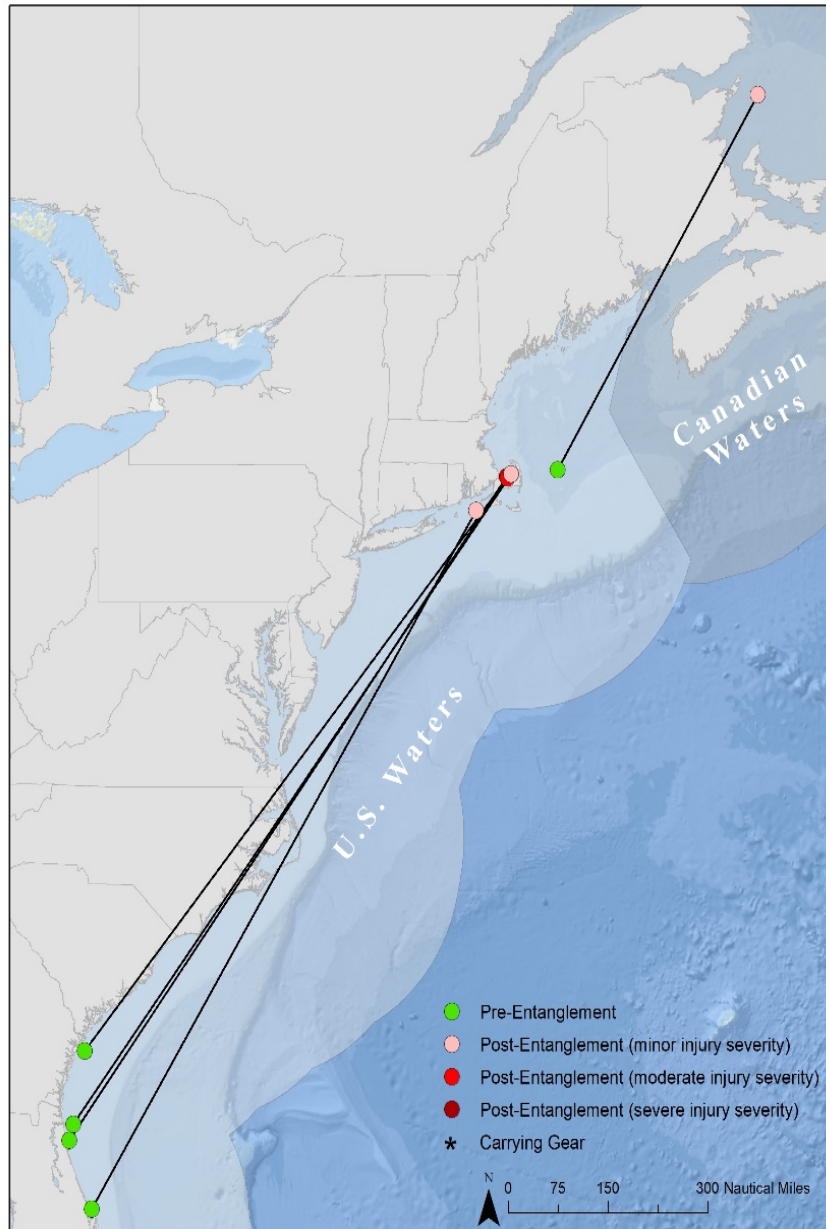 Canadian
Waters
U.S. Waters
Pre-Entanglement
Post-Entanglement (minor injury severity)
Post-Entanglement (moderate injury severity)
Post-Entanglement (severe injury severity)
* Carrying Gear
N
0 75 150 300 Nautical Miles